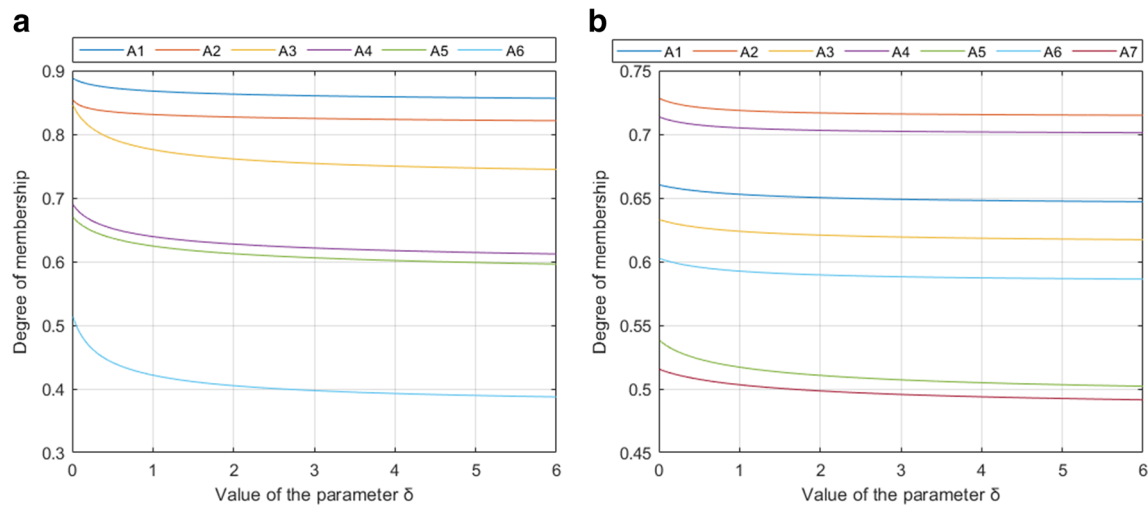 a
A1 A2 A3 A4 A5 A6
0.9
0.8
0.7
0.6
0.5
0.4
0.3
Degree of membership
0 1 2 3 4 5 6
Value of the parameter δ
b
A1 A2 A3 A4 A5 A6 A7
0.75
0.7
0.65
0.6
0.55
0.5
0.45
Degree of membership
0 1 2 3 4 5 6
Value of the parameter δ